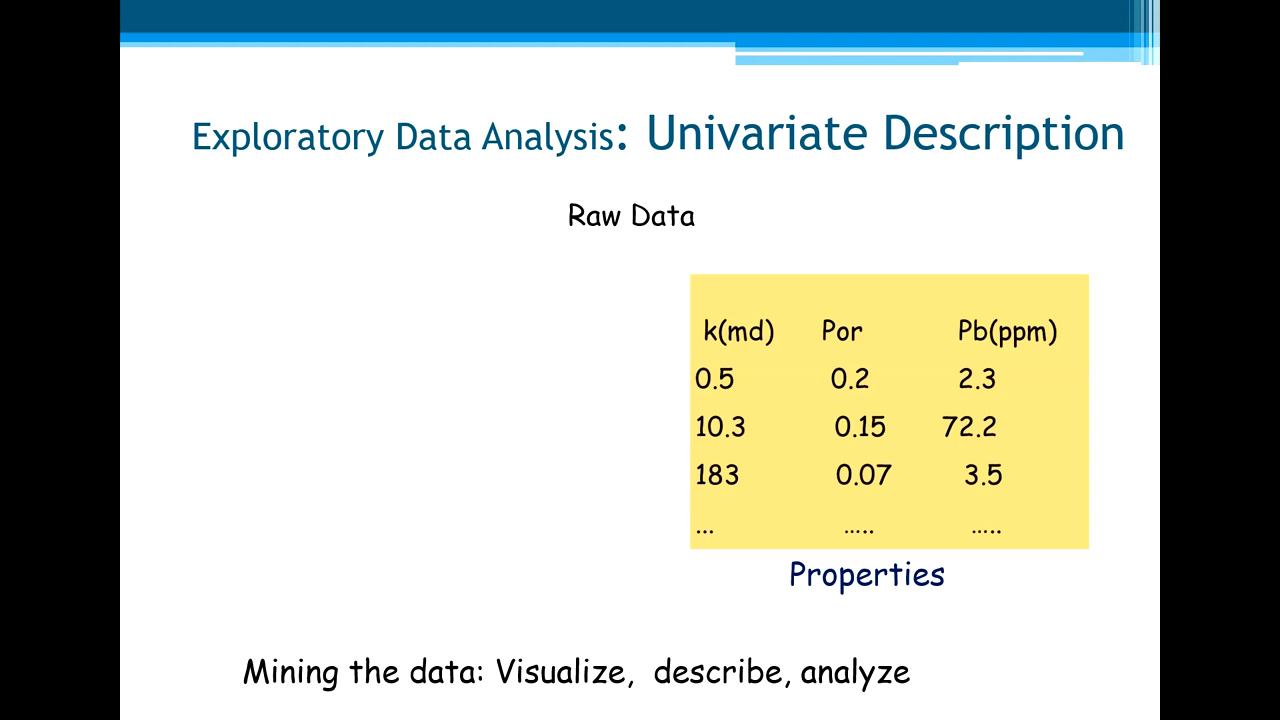 Exploratory Data Analysis: Univariate Description
Raw Data
k(md) Por Pb(ppm)
0.5 0.2 2.3
10.3 0.15 72.2
183 0.07 3.5
... ..... .....
Properties
Mining the data: Visualize, describe, analyze